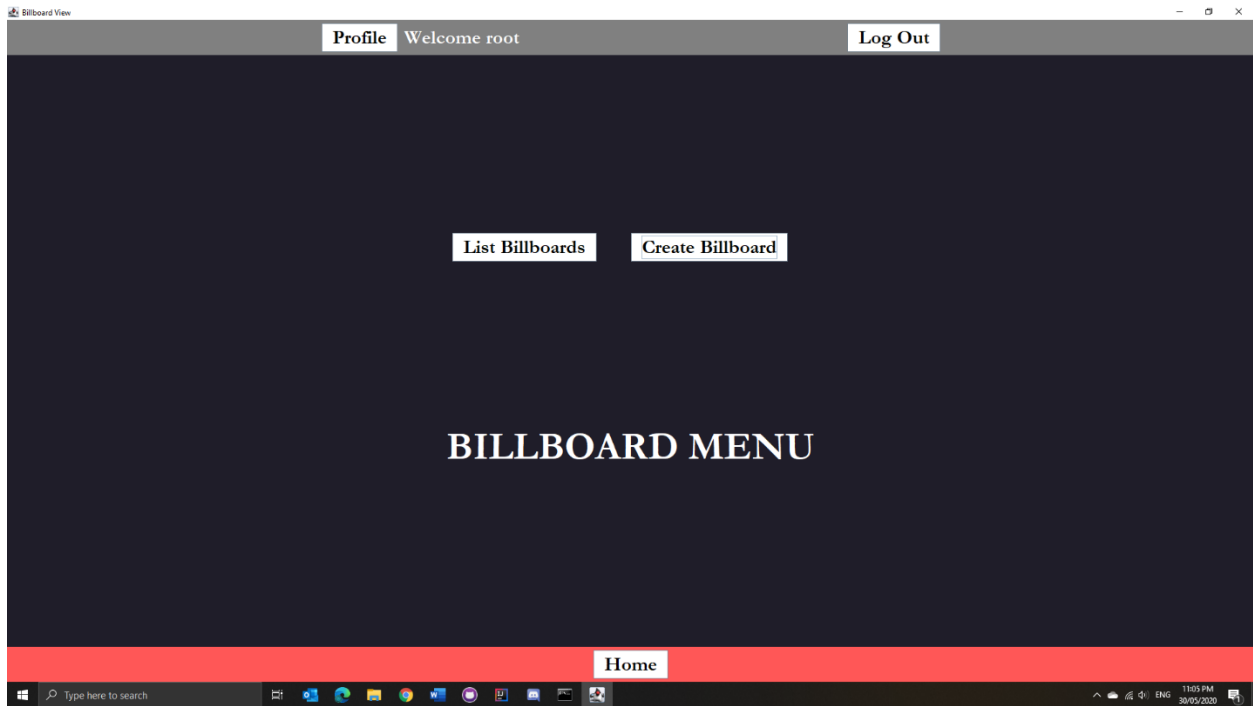 Billboard View
Profile Welcome root Log Out
List Billboards Create Billboard
BILLBOARD MENU
Home
Type here to search
ENG 11:05 PM
30/05/2020